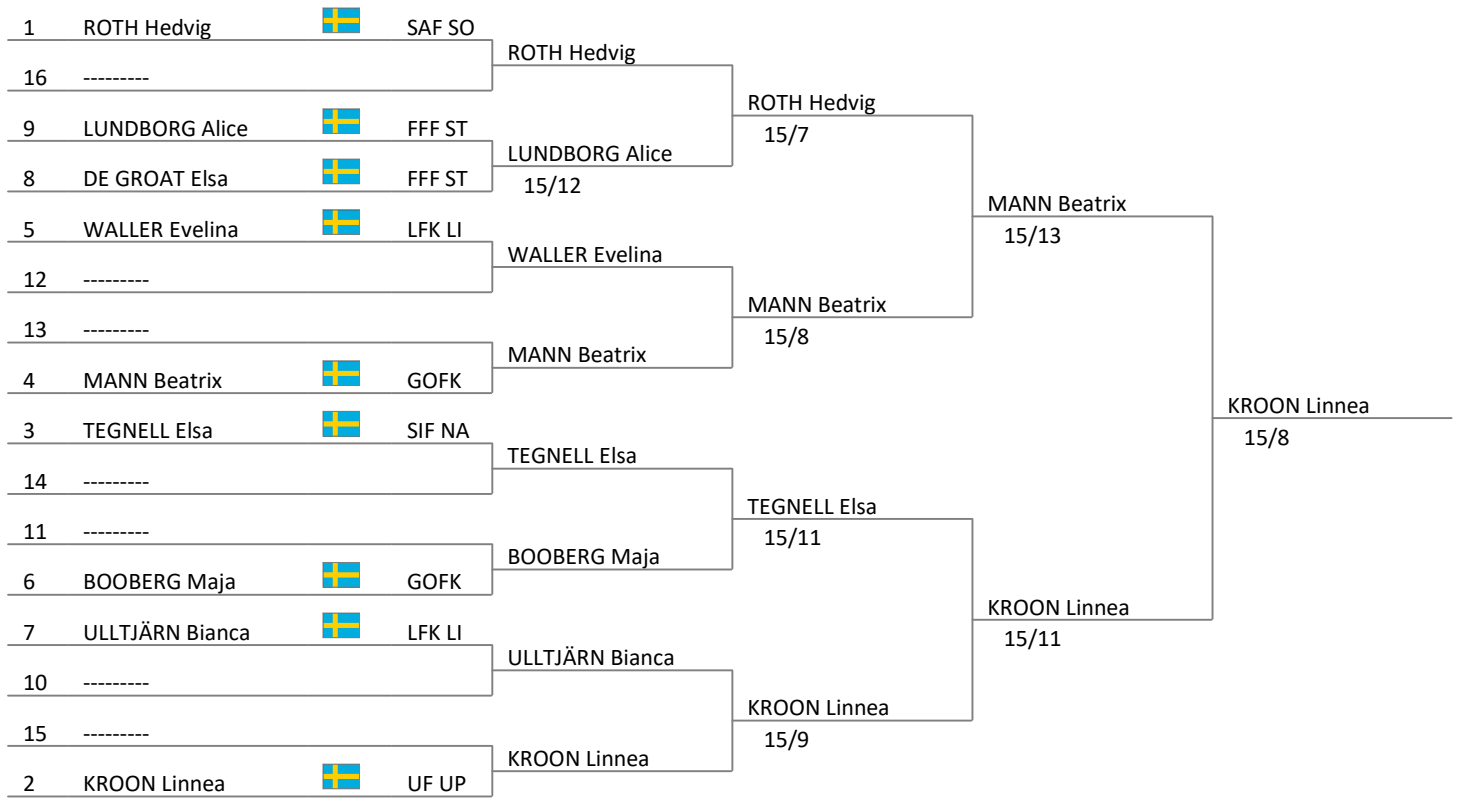 1 ROTH Hedvig SAF SO
16 ---------
9 LUNDBORG Alice FFF ST
8 DE GROAT Elsa FFF ST
5 WALLER Evelina LFK LI
12 ---------
13 ---------
4 MANN Beatrix GOFK
3 TEGNELL Elsa SIF NA
14 ---------
11 ---------
6 BOOBERG Maja GOFK
7 ULLTJÄRN Bianca LFK LI
10 ---------
15 ---------
2 KROON Linnea UF UP
ROTH Hedvig
LUNDBORG Alice
15/12
WALLER Evelina
MANN Beatrix
TEGNELL Elsa
BOOBERG Maja
ULLTJÄRN Bianca
KROON Linnea
ROTH Hedvig
15/7
MANN Beatrix
15/8
TEGNELL Elsa
15/11
KROON Linnea
15/9
MANN Beatrix
15/13
KROON Linnea
15/11
KROON Linnea
15/8